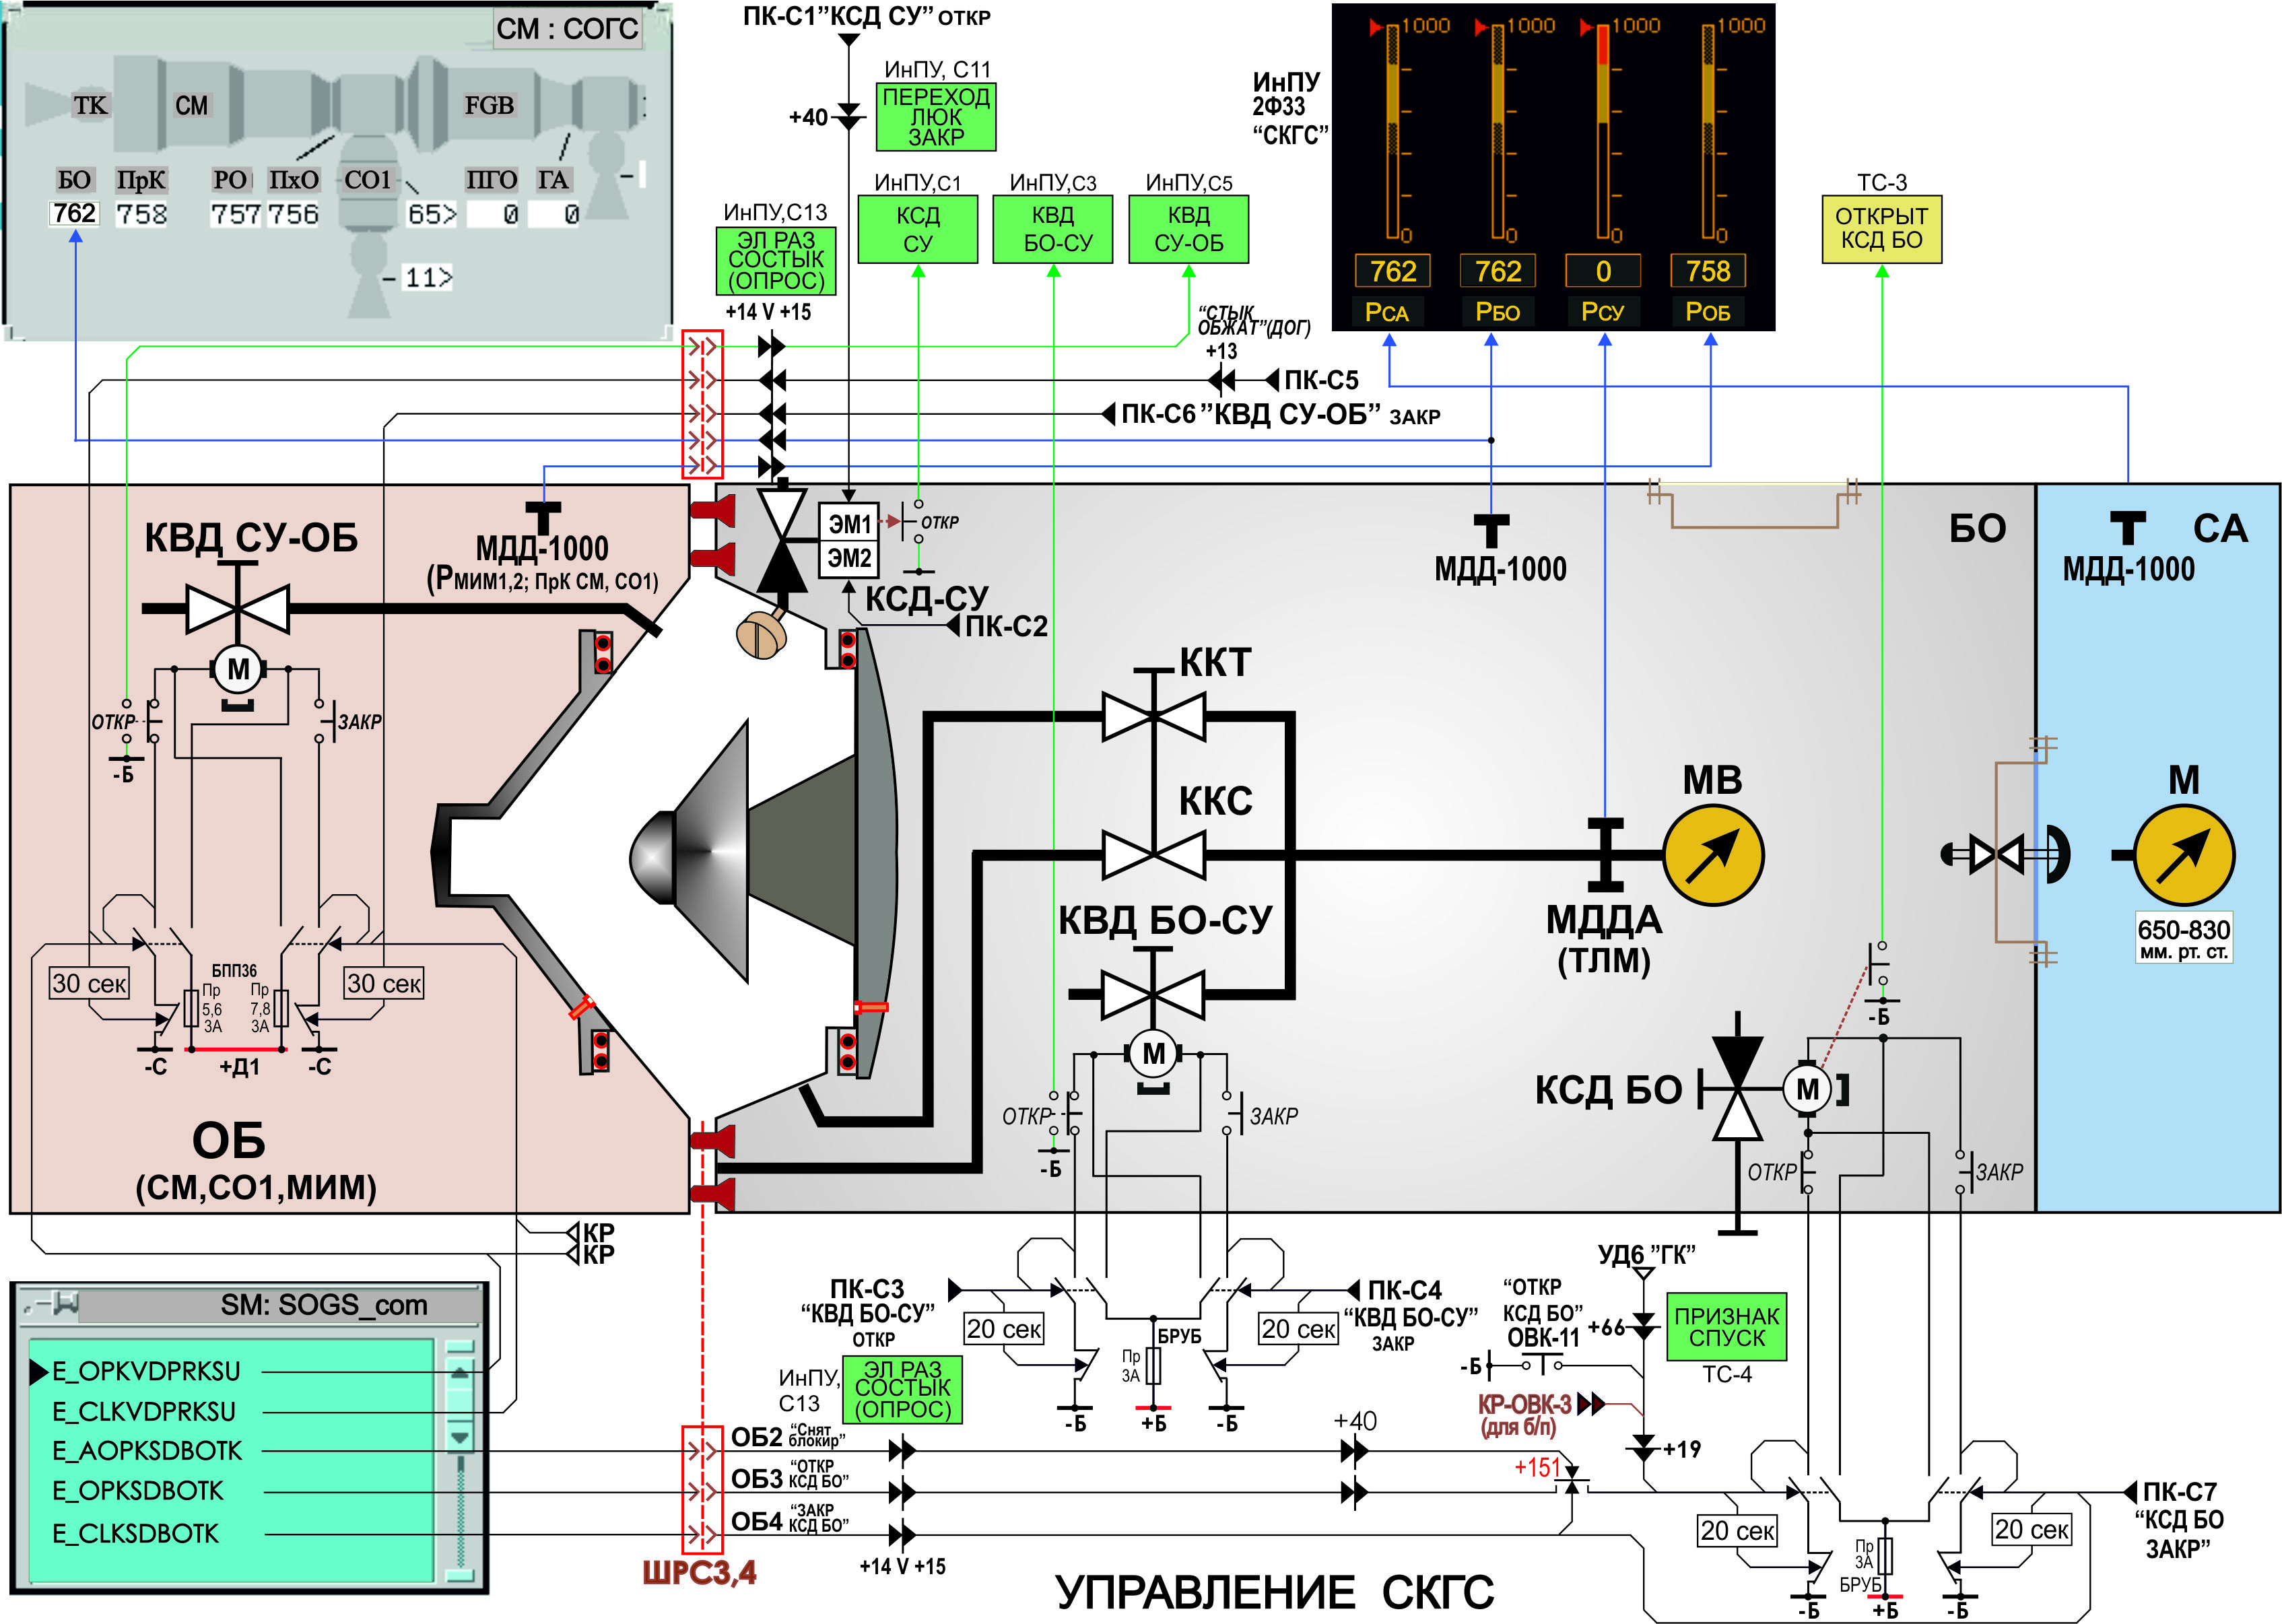 СМ : СОГС
ТК
СМ
FGB
БО
ПрК
РО
ПхО
СО1
ПГО
ГА
762
758
757
756
65>
0
0
11>
ПК-С1”КСД СУ” ОТКР
ИнПУ, С11
ПЕРЕХОД
ЛЮК
ЗАКР
+40
ИнПУ,С13
ЭЛ РАЗ
СОСТЫК
(ОПРОС)
+14 V +15
ИнПУ,С1
КСД
СУ
ИнПУ,С3
КВД
БО-СУ
ИнПУ,С5
КВД
СУ-ОБ
ИнПУ
2Ф33
“СКГС”
1000
1000
1000
1000
0
0
0
0
762
762
0
758
РСА
РБО
РСУ
РОБ
ТС-3
ОТКРЫТ
КСД БО
“СТЫК
ОБЖАТ”(ДОГ)
+13
ПК-С5
ПК-С6 ”КВД СУ-ОБ” ЗАКР
КВД СУ-ОБ
МДД-1000
(РМИМ1,2; ПрК СМ, СО1)
ЭМ1
ЭМ2
ОТКР
КСД-СУ
ПК-С2
МДД-1000
БО
СА
МДД-1000
М
ОТКР
ЗАКР
-Б
ККТ
ККС
КВД БО-СУ
МВ
М
МДДА
(ТЛМ)
650-830
мм. рт. ст.
30 сек
БПП36
Пр
5,6
3А
Пр
7,8
3А
30 сек
-С
+Д1
-С
-Б
М
ОТКР
ЗАКР
-Б
КСД БО
М
ОТКР
ЗАКР
ОБ
(СМ,СО1,МИМ)
КР
КР
SM: SOGS_com
E_OPKVDPRKSU
E_CLKVDPRKSU
E_AOPKSDBOTK
E_OPKSDBOTK
E_CLKSDBOTK
ПК-С3
“КВД БО-СУ”
ОТКР
20 сек
БРУБ
Пр
3А
20 сек
ПК-С4
“КВД БО-СУ”
ЗАКР
-Б
+Б
-Б
УД6 ”ГК”
“ОТКР
КСД БО”
ОВК-11
+66
ПРИЗНАК
СПУСК
ТС-4
-Б
КР-ОВК-3
(для б/п)
+19
ИнПУ,
С13
ЭЛ РАЗ
СОСТЫК
(ОПРОС)
ОБ2 “Снят
блокир”
ОБ3 “ОТКР
КСД БО”
ОБ4 “ЗАКР
КСД БО”
+40
+151
+14 V +15
ШРС3,4
20 сек
Пр
3А
БРУБ
20 сек
ПК-С7
“КСД БО
ЗАКР”
-Б
+Б
-Б
УПРАВЛЕНИЕ СКГС